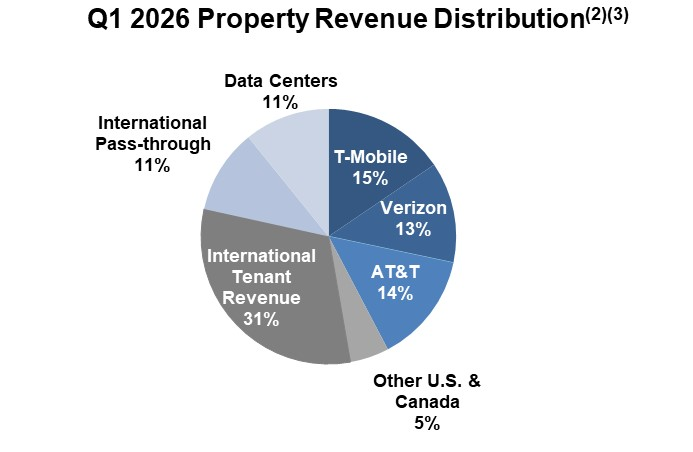 Q1 2026 Property Revenue Distribution(2)(3)
Data Centers
11%
International
Pass-through
11%
T-Mobile
15%
Verizon
13%
AT&T
14%
International
Tenant
Revenue
31%
Other U.S. &
Canada
5%